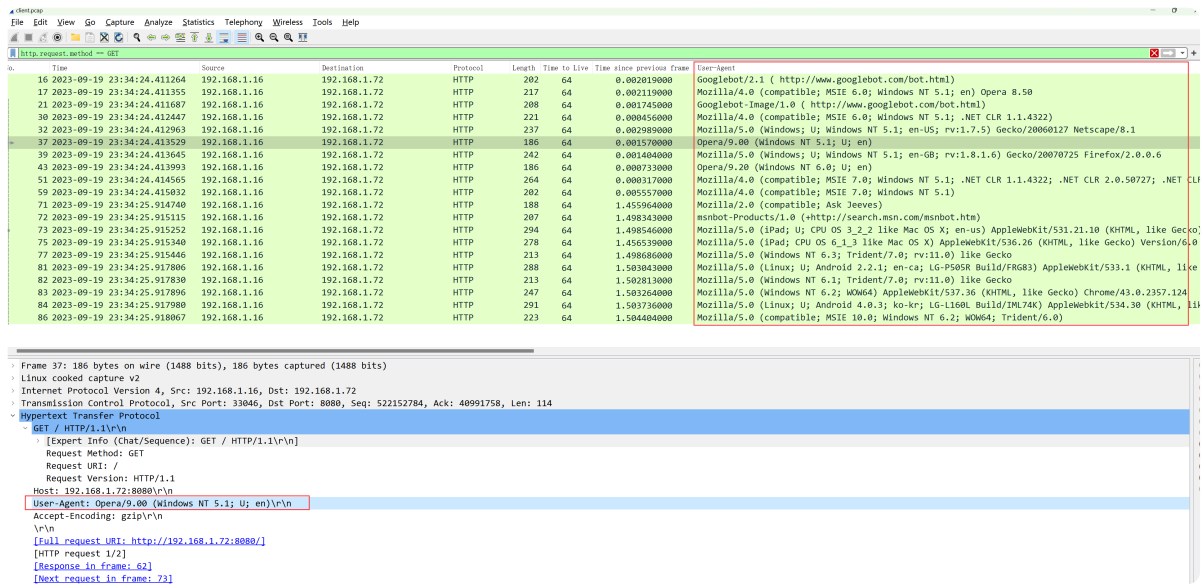 client.pcap
File Edit View Go Capture Analyze Statistics Telephony Wireless Tools Help
http.request.method == GET
o. Time Source Destination Protocol Length Time to Live Time since previous frame User-Agent
16 2023-09-19 23:34:24.411264 192.168.1.16 192.168.1.72 HTTP 202 64 0.002019000 Googlebot/2.1 ( http://www.googlebot.com/bot.html)
17 2023-09-19 23:34:24.411355 192.168.1.16 192.168.1.72 HTTP 217 64 0.002119000 Mozilla/4.0 (compatible; MSIE 6.0; Windows NT 5.1; en) Opera 8.50
21 2023-09-19 23:34:24.411687 192.168.1.16 192.168.1.72 HTTP 208 64 0.001745000 Googlebot-Image/1.0 ( http://www.googlebot.com/bot.html)
30 2023-09-19 23:34:24.412447 192.168.1.16 192.168.1.72 HTTP 221 64 0.000456000 Mozilla/4.0 (compatible; MSIE 6.0; Windows NT 5.1; .NET CLR 1.1.4322)
32 2023-09-19 23:34:24.412963 192.168.1.16 192.168.1.72 HTTP 237 64 0.002989000 Mozilla/5.0 (Windows; U; Windows NT 5.1; en-US; rv:1.7.5) Gecko/20060127 Netscape/8.1
37 2023-09-19 23:34:24.413529 192.168.1.16 192.168.1.72 HTTP 186 64 0.001570000 Opera/9.00 (Windows NT 5.1; U; en)
39 2023-09-19 23:34:24.413645 192.168.1.16 192.168.1.72 HTTP 242 64 0.001404000 Mozilla/5.0 (Windows; U; Windows NT 5.1; en-GB; rv:1.8.1.6) Gecko/20070725 Firefox/2.0.0.6
43 2023-09-19 23:34:24.413993 192.168.1.16 192.168.1.72 HTTP 186 64 0.000733000 Opera/9.20 (Windows NT 6.0; U; en)
51 2023-09-19 23:34:24.414565 192.168.1.16 192.168.1.72 HTTP 264 64 0.000317000 Mozilla/4.0 (compatible; MSIE 7.0; Windows NT 5.1; .NET CLR 1.1.4322; .NET CLR 2.0.50727; .NET CLF
59 2023-09-19 23:34:24.415032 192.168.1.16 192.168.1.72 HTTP 202 64 0.005557000 Mozilla/4.0 (compatible; MSIE 7.0; Windows NT 5.1)
71 2023-09-19 23:34:25.914740 192.168.1.16 192.168.1.72 HTTP 188 64 1.455964000 Mozilla/2.0 (compatible; Ask Jeeves)
72 2023-09-19 23:34:25.915115 192.168.1.16 192.168.1.72 HTTP 207 64 1.498343000 msnbot-Products/1.0 (+http://search.msn.com/msnbot.htm)
73 2023-09-19 23:34:25.915252 192.168.1.16 192.168.1.72 HTTP 294 64 1.498546000 Mozilla/5.0 (iPad; U; CPU OS 3_2_2 like Mac OS X; en-us) AppleWebKit/531.21.10 (KHTML, like Gecko)
75 2023-09-19 23:34:25.915340 192.168.1.16 192.168.1.72 HTTP 278 64 1.456539000 Mozilla/5.0 (iPad; CPU OS 6_1_3 like Mac OS X) AppleWebKit/536.26 (KHTML, like Gecko) Version/6.0
77 2023-09-19 23:34:25.915446 192.168.1.16 192.168.1.72 HTTP 213 64 1.498686000 Mozilla/5.0 (Windows NT 6.3; Trident/7.0; rv:11.0) like Gecko
81 2023-09-19 23:34:25.917806 192.168.1.16 192.168.1.72 HTTP 288 64 1.503043000 Mozilla/5.0 (Linux; U; Android 2.2.1; en-ca; LG-P505R Build/FRG83) AppleWebKit/533.1 (KHTML, like
82 2023-09-19 23:34:25.917830 192.168.1.16 192.168.1.72 HTTP 213 64 1.502813000 Mozilla/5.0 (Windows NT 6.1; Trident/7.0; rv:11.0) like Gecko
83 2023-09-19 23:34:25.917896 192.168.1.16 192.168.1.72 HTTP 247 64 1.503264000 Mozilla/5.0 (Windows NT 6.2; WOW64) AppleWebKit/537.36 (KHTML, like Gecko) Chrome/43.0.2357.124
84 2023-09-19 23:34:25.917980 192.168.1.16 192.168.1.72 HTTP 291 64 1.503736000 Mozilla/5.0 (Linux; U; Android 4.0.3; ko-kr; LG-L160L Build/IML74K) AppleWebKit/534.30 (KHTML, lik
86 2023-09-19 23:34:25.918067 192.168.1.16 192.168.1.72 HTTP 223 64 1.504404000 Mozilla/5.0 (compatible; MSIE 10.0; Windows NT 6.2; WOW64; Trident/6.0)
Frame 37: 186 bytes on wire (1488 bits), 186 bytes captured (1488 bits)
Linux cooked capture v2
Internet Protocol Version 4, Src: 192.168.1.16, Dst: 192.168.1.72
Transmission Control Protocol, Src Port: 33046, Dst Port: 8080, Seq: 522152784, Ack: 40991758, Len: 114
Hypertext Transfer Protocol
GET / HTTP/1.1\r\n
[Expert Info (Chat/Sequence): GET / HTTP/1.1\r\n]
Request Method: GET
Request URI: /
Request Version: HTTP/1.1
Host: 192.168.1.72:8080\r\n
User-Agent: Opera/9.00 (Windows NT 5.1; U; en)\r\n
Accept-Encoding: gzip\r\n
\r\n
[Full request URI: http://192.168.1.72:8080/]
[HTTP request 1/2]
[Response in frame: 62]
[Next request in frame: 73]